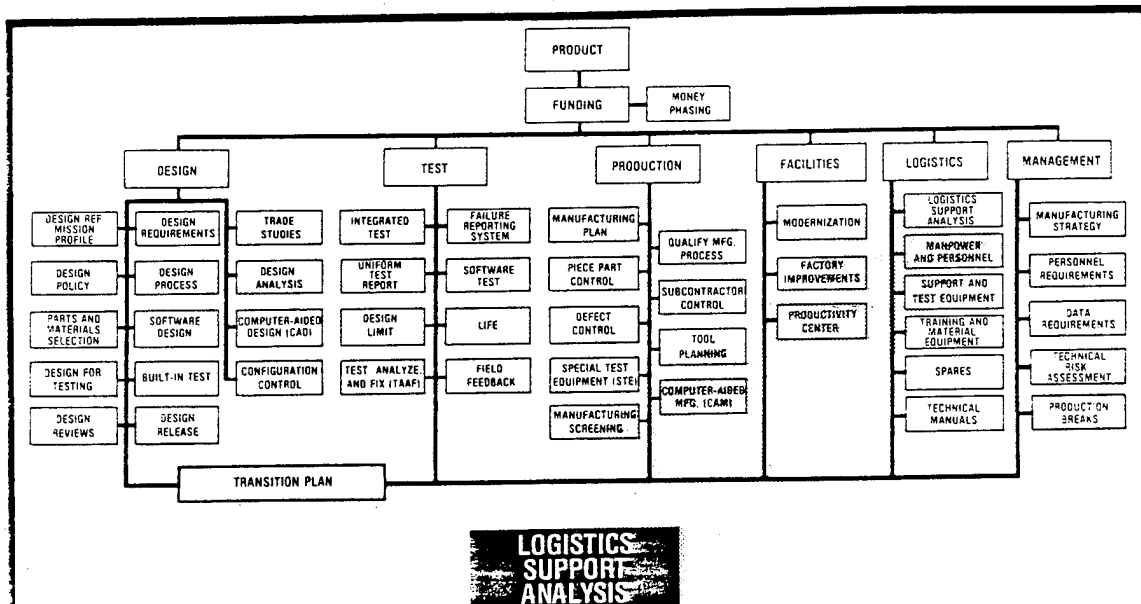 PRODUCT
FUNDING
MONEY
PHASING
DESIGN
TEST
PRODUCTION
FACILITIES
LOGISTICS
MANAGEMENT
DESIGN REF
MISSION
PROFILE
DESIGN
REQUIREMENTS
TRADE
STUDIES
DESIGN
POLICY
DESIGN
PROCESS
DESIGN
ANALYSIS
PARTS AND
MATERIALS
SELECTION
SOFTWARE
DESIGN
COMPUTER-AIDED
DESIGN (CAD)
DESIGN FOR
TESTING
BUILT-IN TEST
CONFIGURATION
CONTROL
DESIGN
REVIEWS
DESIGN
RELEASE
INTEGRATED
TEST
FAILURE
REPORTING
SYSTEM
UNIFORM
TEST
REPORT
SOFTWARE
TEST
DESIGN
LIMIT
LIFE
TEST ANALYZE
AND FIX (TAAF)
FIELD
FEEDBACK
MANUFACTURING
PLAN
QUALIFY MFG.
PROCESS
PIECE PART
CONTROL
SUBCONTRACTOR
CONTROL
DEFECT
CONTROL
TOOL
PLANNING
SPECIAL TEST
EQUIPMENT (STE)
COMPUTER-AIDED
MFG. (CAM)
MANUFACTURING
SCREENING
MODERNIZATION
FACTORY
IMPROVEMENTS
PRODUCTIVITY
CENTER
LOGISTICS
SUPPORT
ANALYSIS
MANPOWER
AND PERSONNEL
SUPPORT AND
TEST EQUIPMENT
TRAINING AND
MATERIAL
EQUIPMENT
SPARES
TECHNICAL
MANUALS
MANUFACTURING
STRATEGY
PERSONNEL
REQUIREMENTS
DATA
REQUIREMENTS
TECHNICAL
RISK
ASSESSMENT
PRODUCTION
BREAKS
TRANSITION PLAN
LOGISTICS
SUPPORT
ANALYSIS